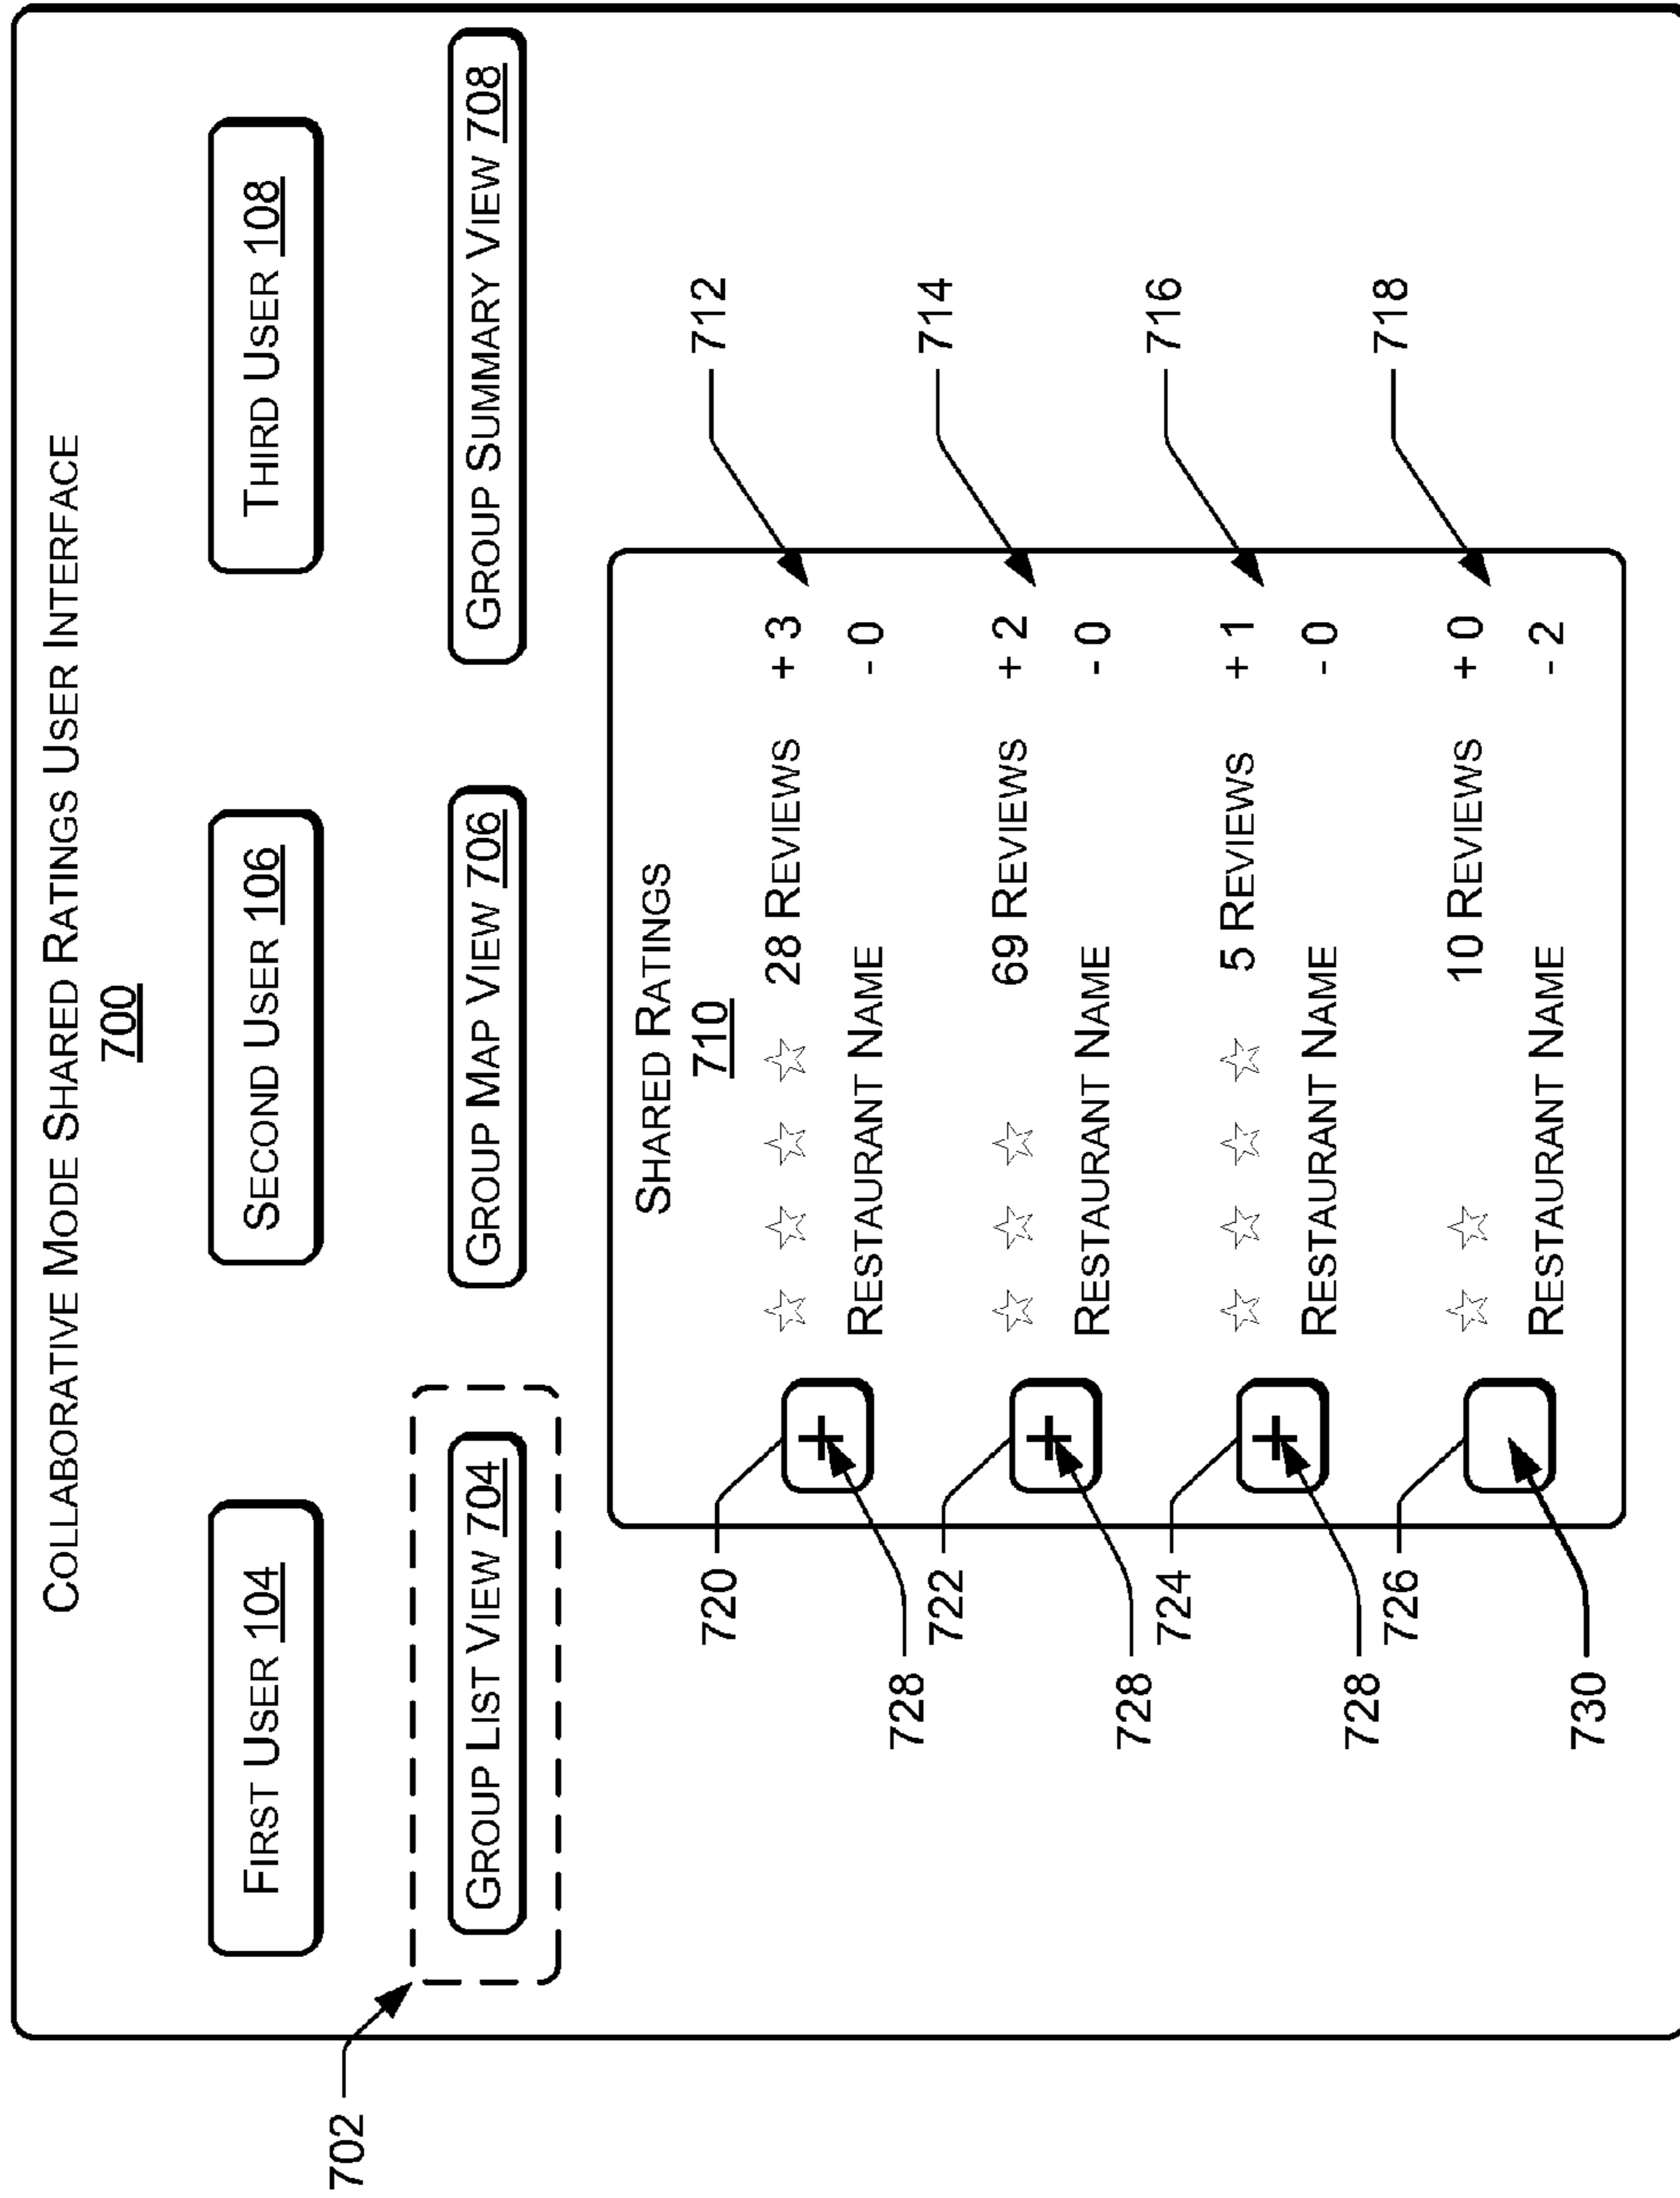 COLLABORATIVE MODE SHARED RATINGS USER INTERFACE
700
FIRST USER 104
SECOND USER 106
THIRD USER 108
702
GROUP LIST VIEW 704
GROUP MAP VIEW 706
GROUP SUMMARY VIEW 708
SHARED RATINGS
710
720
28 REVIEWS + 3
712
+
RESTAURANT NAME - 0
728
722
69 REVIEWS + 2
714
+
RESTAURANT NAME - 0
728
724
5 REVIEWS + 1
716
+
RESTAURANT NAME - 0
728
726
10 REVIEWS + 0
718
RESTAURANT NAME - 2
730